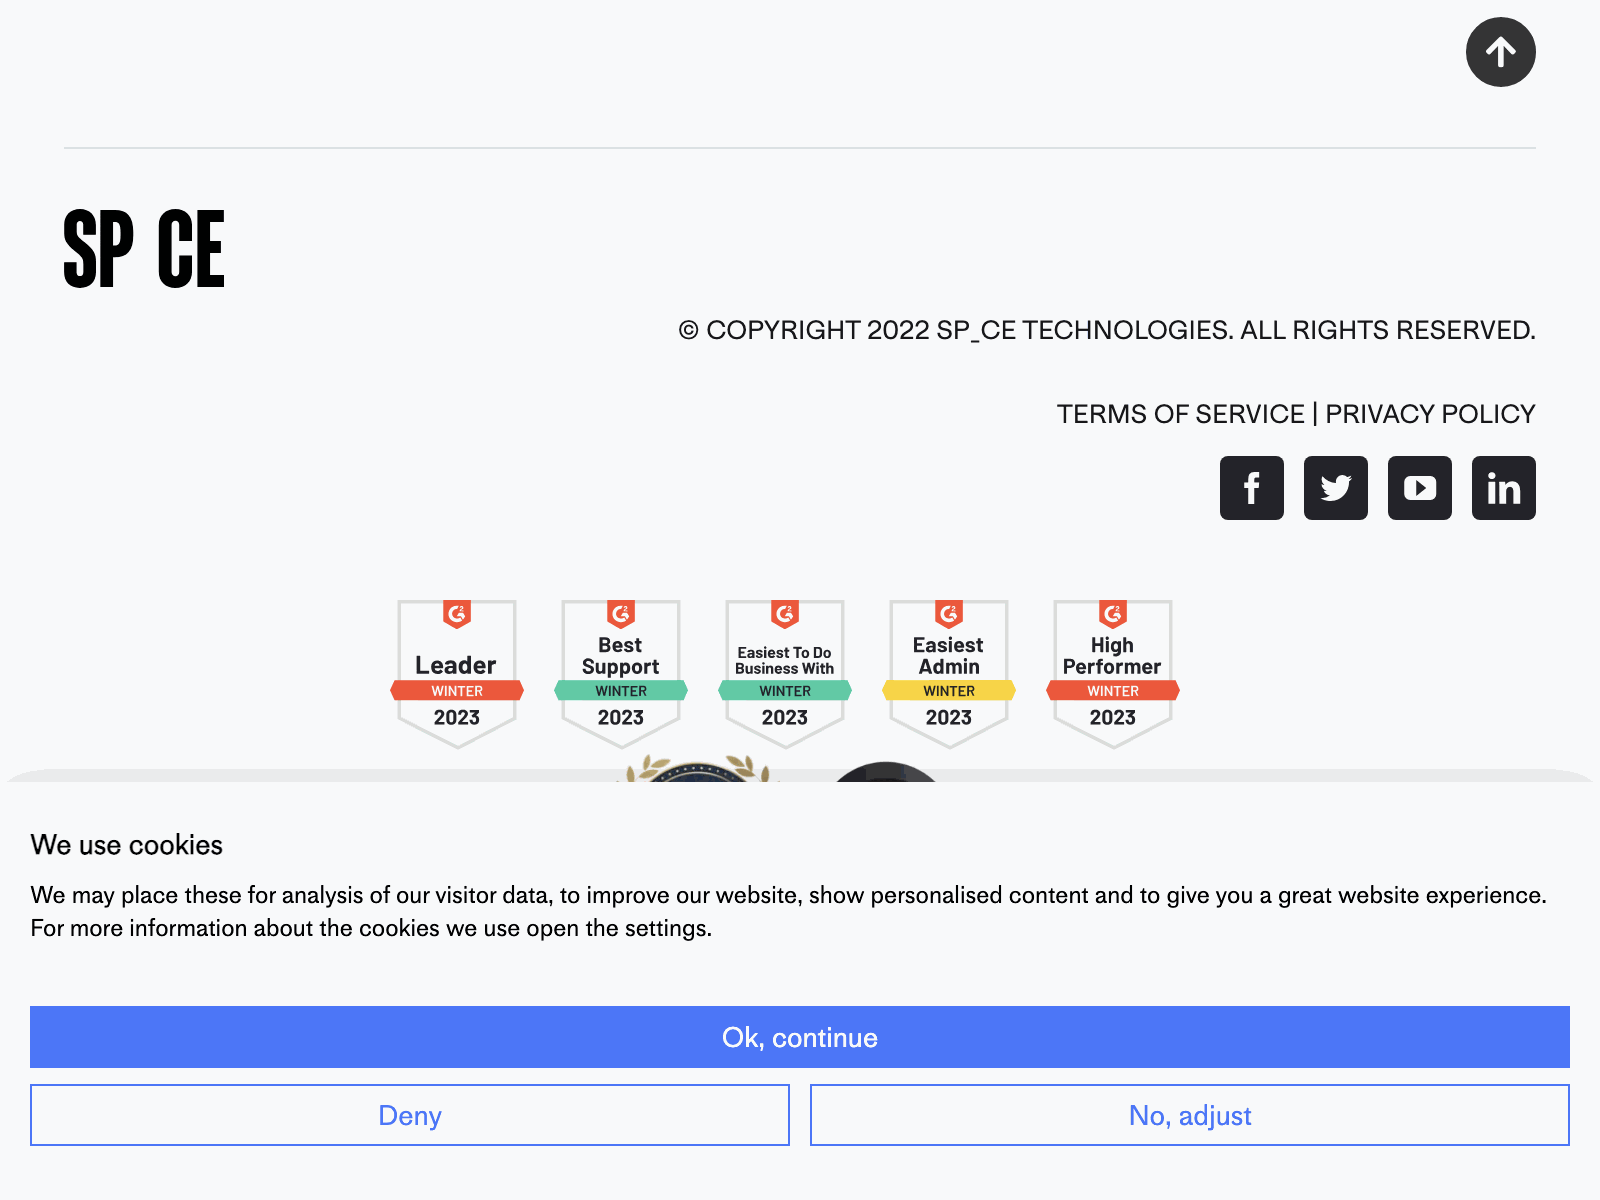 SP CE
© COPYRIGHT 2022 SP_CE TECHNOLOGIES. ALL RIGHTS RESERVED.
TERMS OF SERVICE | PRIVACY POLICY
Leader
WINTER
2023
Best
Support
WINTER
2023
Easiest To Do
Business With
WINTER
2023
Easiest
Admin
WINTER
2023
High
Performer
WINTER
2023
We use cookies
We may place these for analysis of our visitor data, to improve our website, show personalised content and to give you a great website experience.
For more information about the cookies we use open the settings.
Ok, continue
Deny
No, adjust